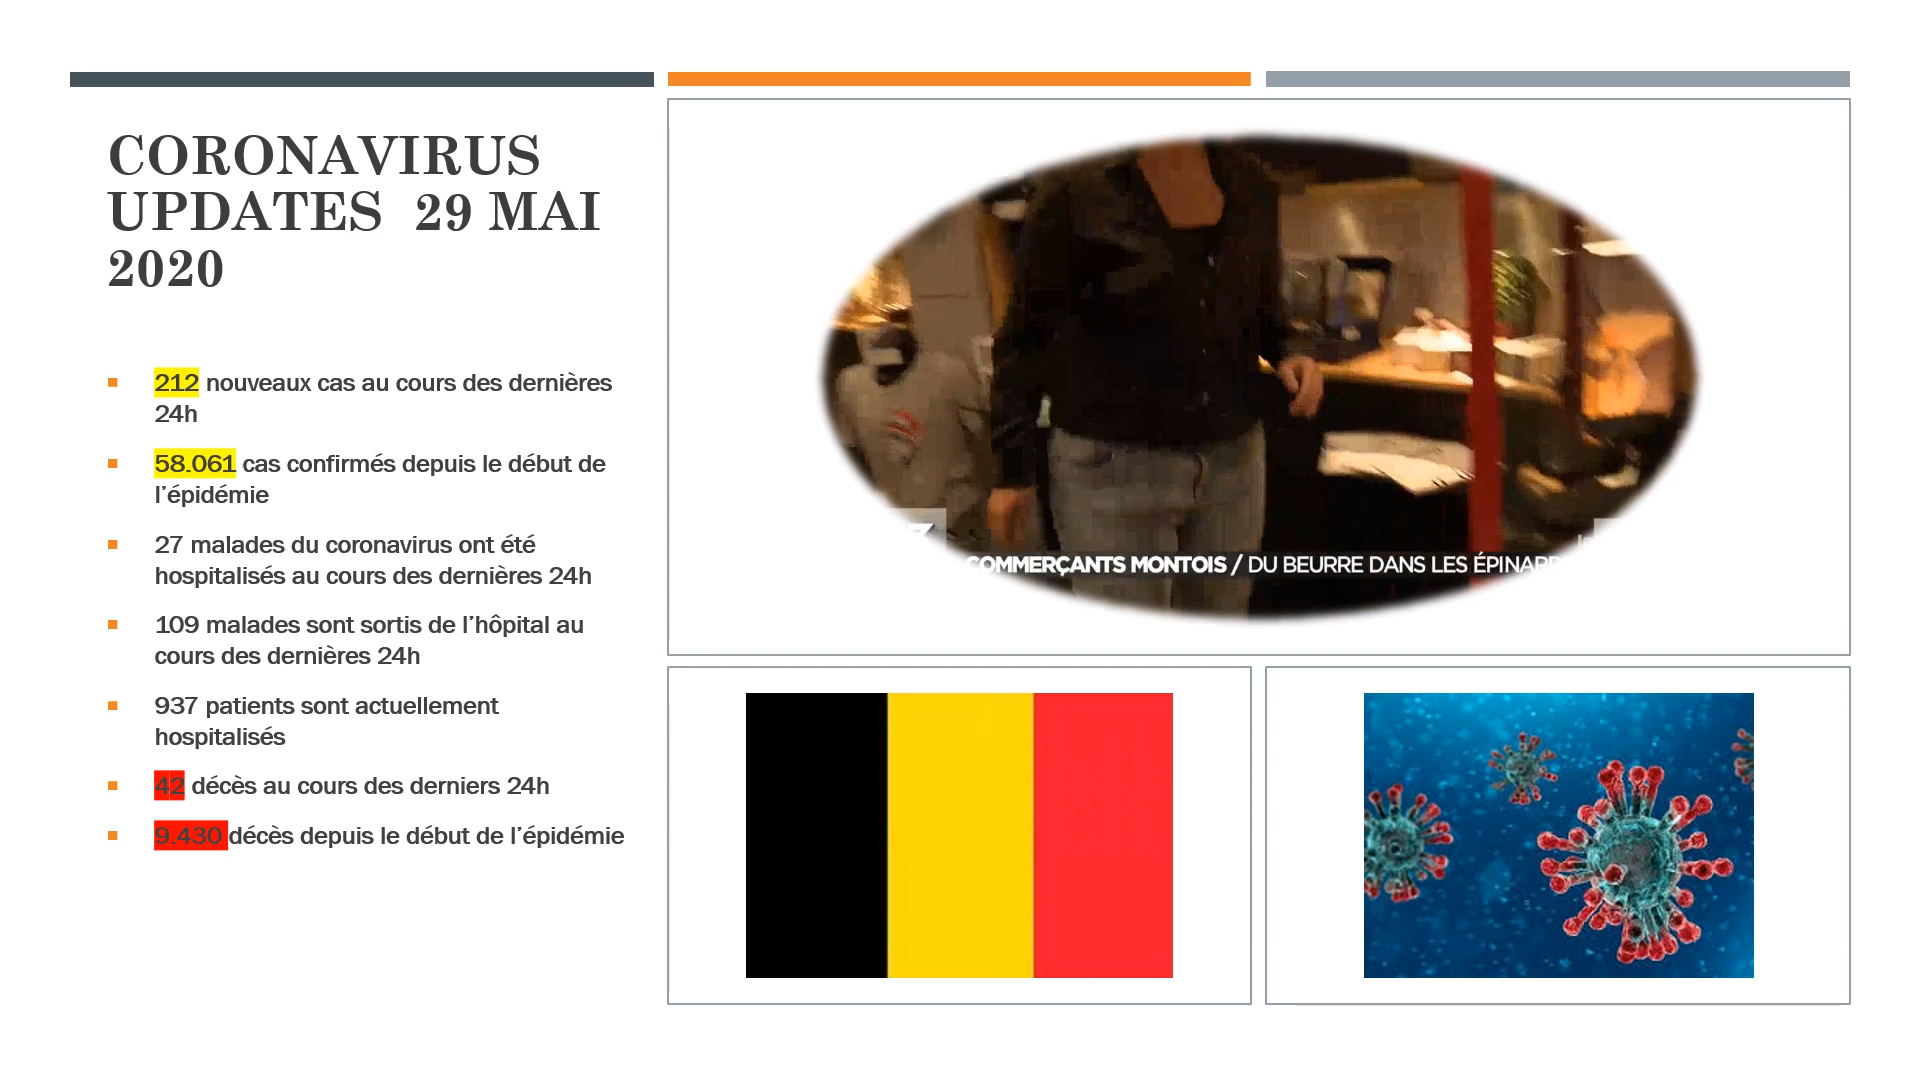 CORONAVIRUS
UPDATES 29 MAI
2020
212 nouveaux cas au cours des dernières
24h
58.061 cas confirmés depuis le début de
l’épidémie
27 malades du coronavirus ont été
hospitalisés au cours des dernières 24h
109 malades sont sortis de l’hôpital au
cours des dernières 24h
937 patients sont actuellement
hospitalisés
42 décès au cours des derniers 24h
9.430 décès depuis le début de l’épidémie
COMMERÇANTS MONTOIS / DU BEURRE DANS LES ÉPINARD